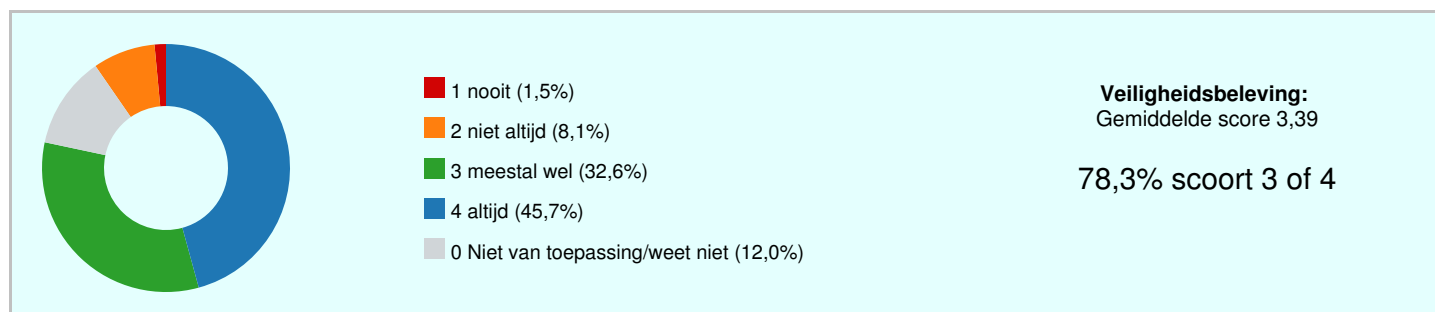 1 nooit (1,5%)
2 niet altijd (8,1%)
3 meestal wel (32,6%)
4 altijd (45,7%)
0 Niet van toepassing/weet niet (12,0%)
Veiligheidsbeleving:
Gemiddelde score 3,39
78,3% scoort 3 of 4